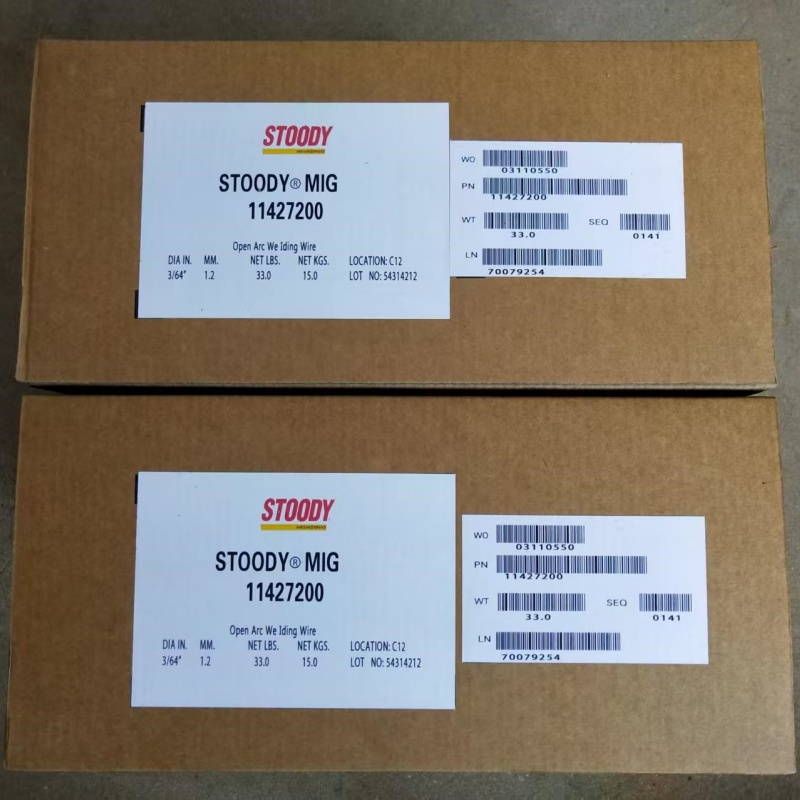 STOODY
STOODY® MIG
11427200
Open Arc We lding Wire
DIA IN. MM. NET LBS. NET KGS. LOCATION: C12
3/64" 1.2 33.0 15.0 LOT NO: 54314212
WO
03110550
PN
11427200
WT SEQ
33.0 0141
LN
70079254
STOODY
STOODY® MIG
11427200
Open Arc We lding Wire
DIA IN. MM. NET LBS. NET KGS. LOCATION: C12
3/64" 1.2 33.0 15.0 LOT NO: 54314212
WO
03110550
PN
11427200
WT SEQ
33.0 0141
LN
70079254